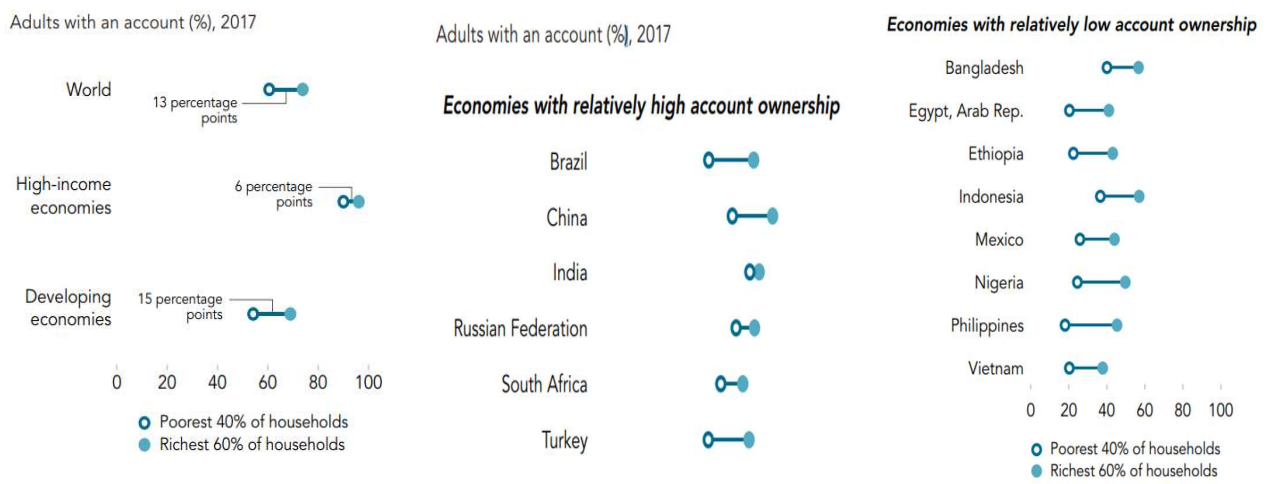 Adults with an account (%), 2017
World
13 percentage
points
High-income
economies
6 percentage
points
Developing
economies
15 percentage
points
0 20 40 60 80 100
Poorest 40% of households
Richest 60% of households
Adults with an account (%), 2017
Economies with relatively high account ownership
Brazil
China
India
Russian Federation
South Africa
Turkey
Economies with relatively low account ownership
Bangladesh
Egypt, Arab Rep.
Ethiopia
Indonesia
Mexico
Nigeria
Philippines
Vietnam
0 20 40 60 80 100
Poorest 40% of households
Richest 60% of households